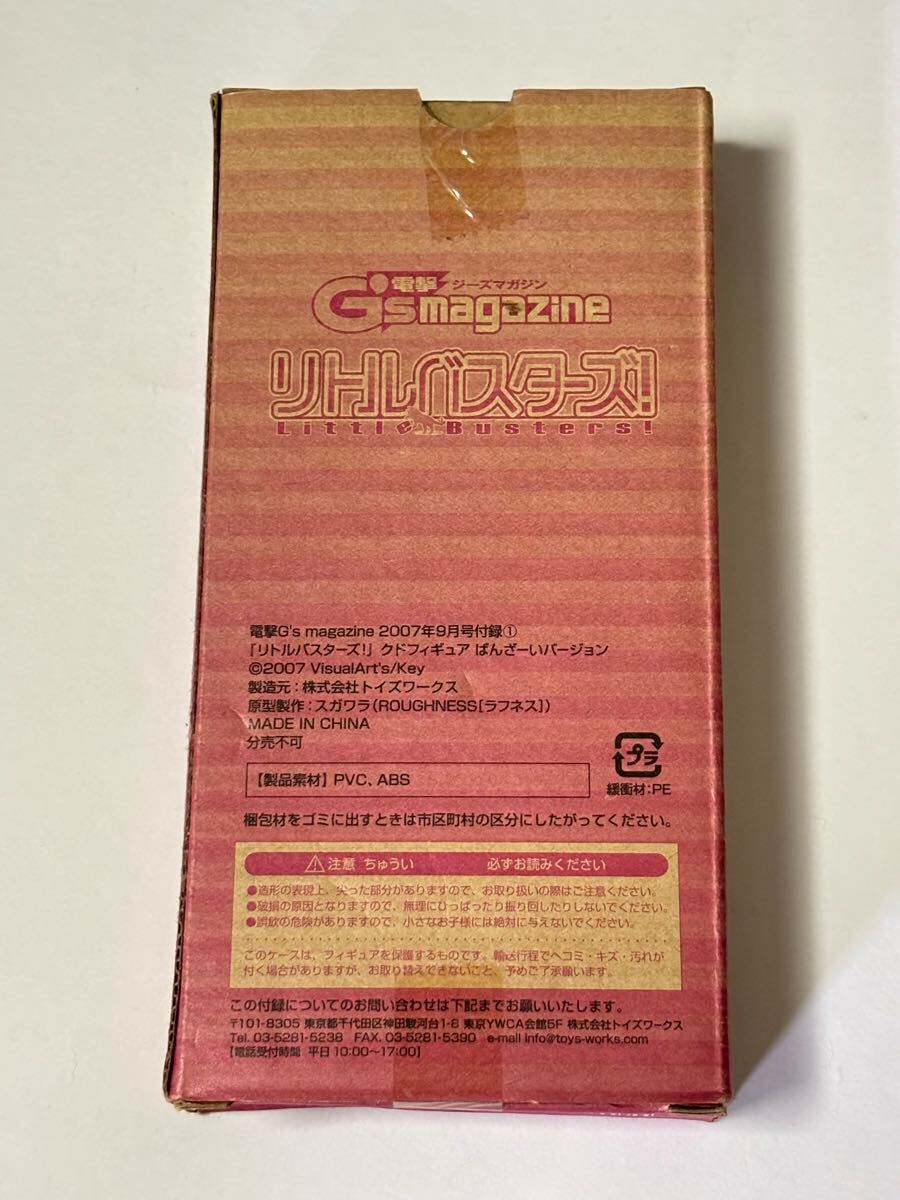 電撃 ジーズマガジン
G's magazine
リトルバスターズ!
Little Busters!
電撃G's magazine 2007年9月号付録①
「リトルバスターズ!」クドフィギュア ばんざーいバージョン
©2007 VisualArt's/Key
製造元：株式会社トイズワークス
原型製作：スガワラ（ROUGHNESS[ラフネス]）
MADE IN CHINA
分売不可
【製品素材】PVC、ABS
プラ
緩衝材：PE
梱包材をゴミに出すときは市区町村の区分にしたがってください。
注意 ちゅうい 必ずお読みください
●造形の表現上、尖った部分がありますので、お取り扱いの際はご注意ください。
●破損の原因となりますので、無理にひっぱったり振り回したりしないでください。
●誤飲の危険がありますので、小さなお子様には絶対に与えないでください。
このケースは、フィギュアを保護するものです。輸送行程でヘコミ・キズ・汚れが
付く場合がありますが、お取り替えできないこと、予めご了承願います。
この付録についてのお問い合わせは下記までお願いいたします。
〒101-8305 東京都千代田区神田駿河台1-8 東京YWCA会館5F 株式会社トイズワークス
Tel. 03-5281-5238 FAX. 03-5281-5390 e-mail info@toys-works.com
【電話受付時間 平日 10:00〜17:00】